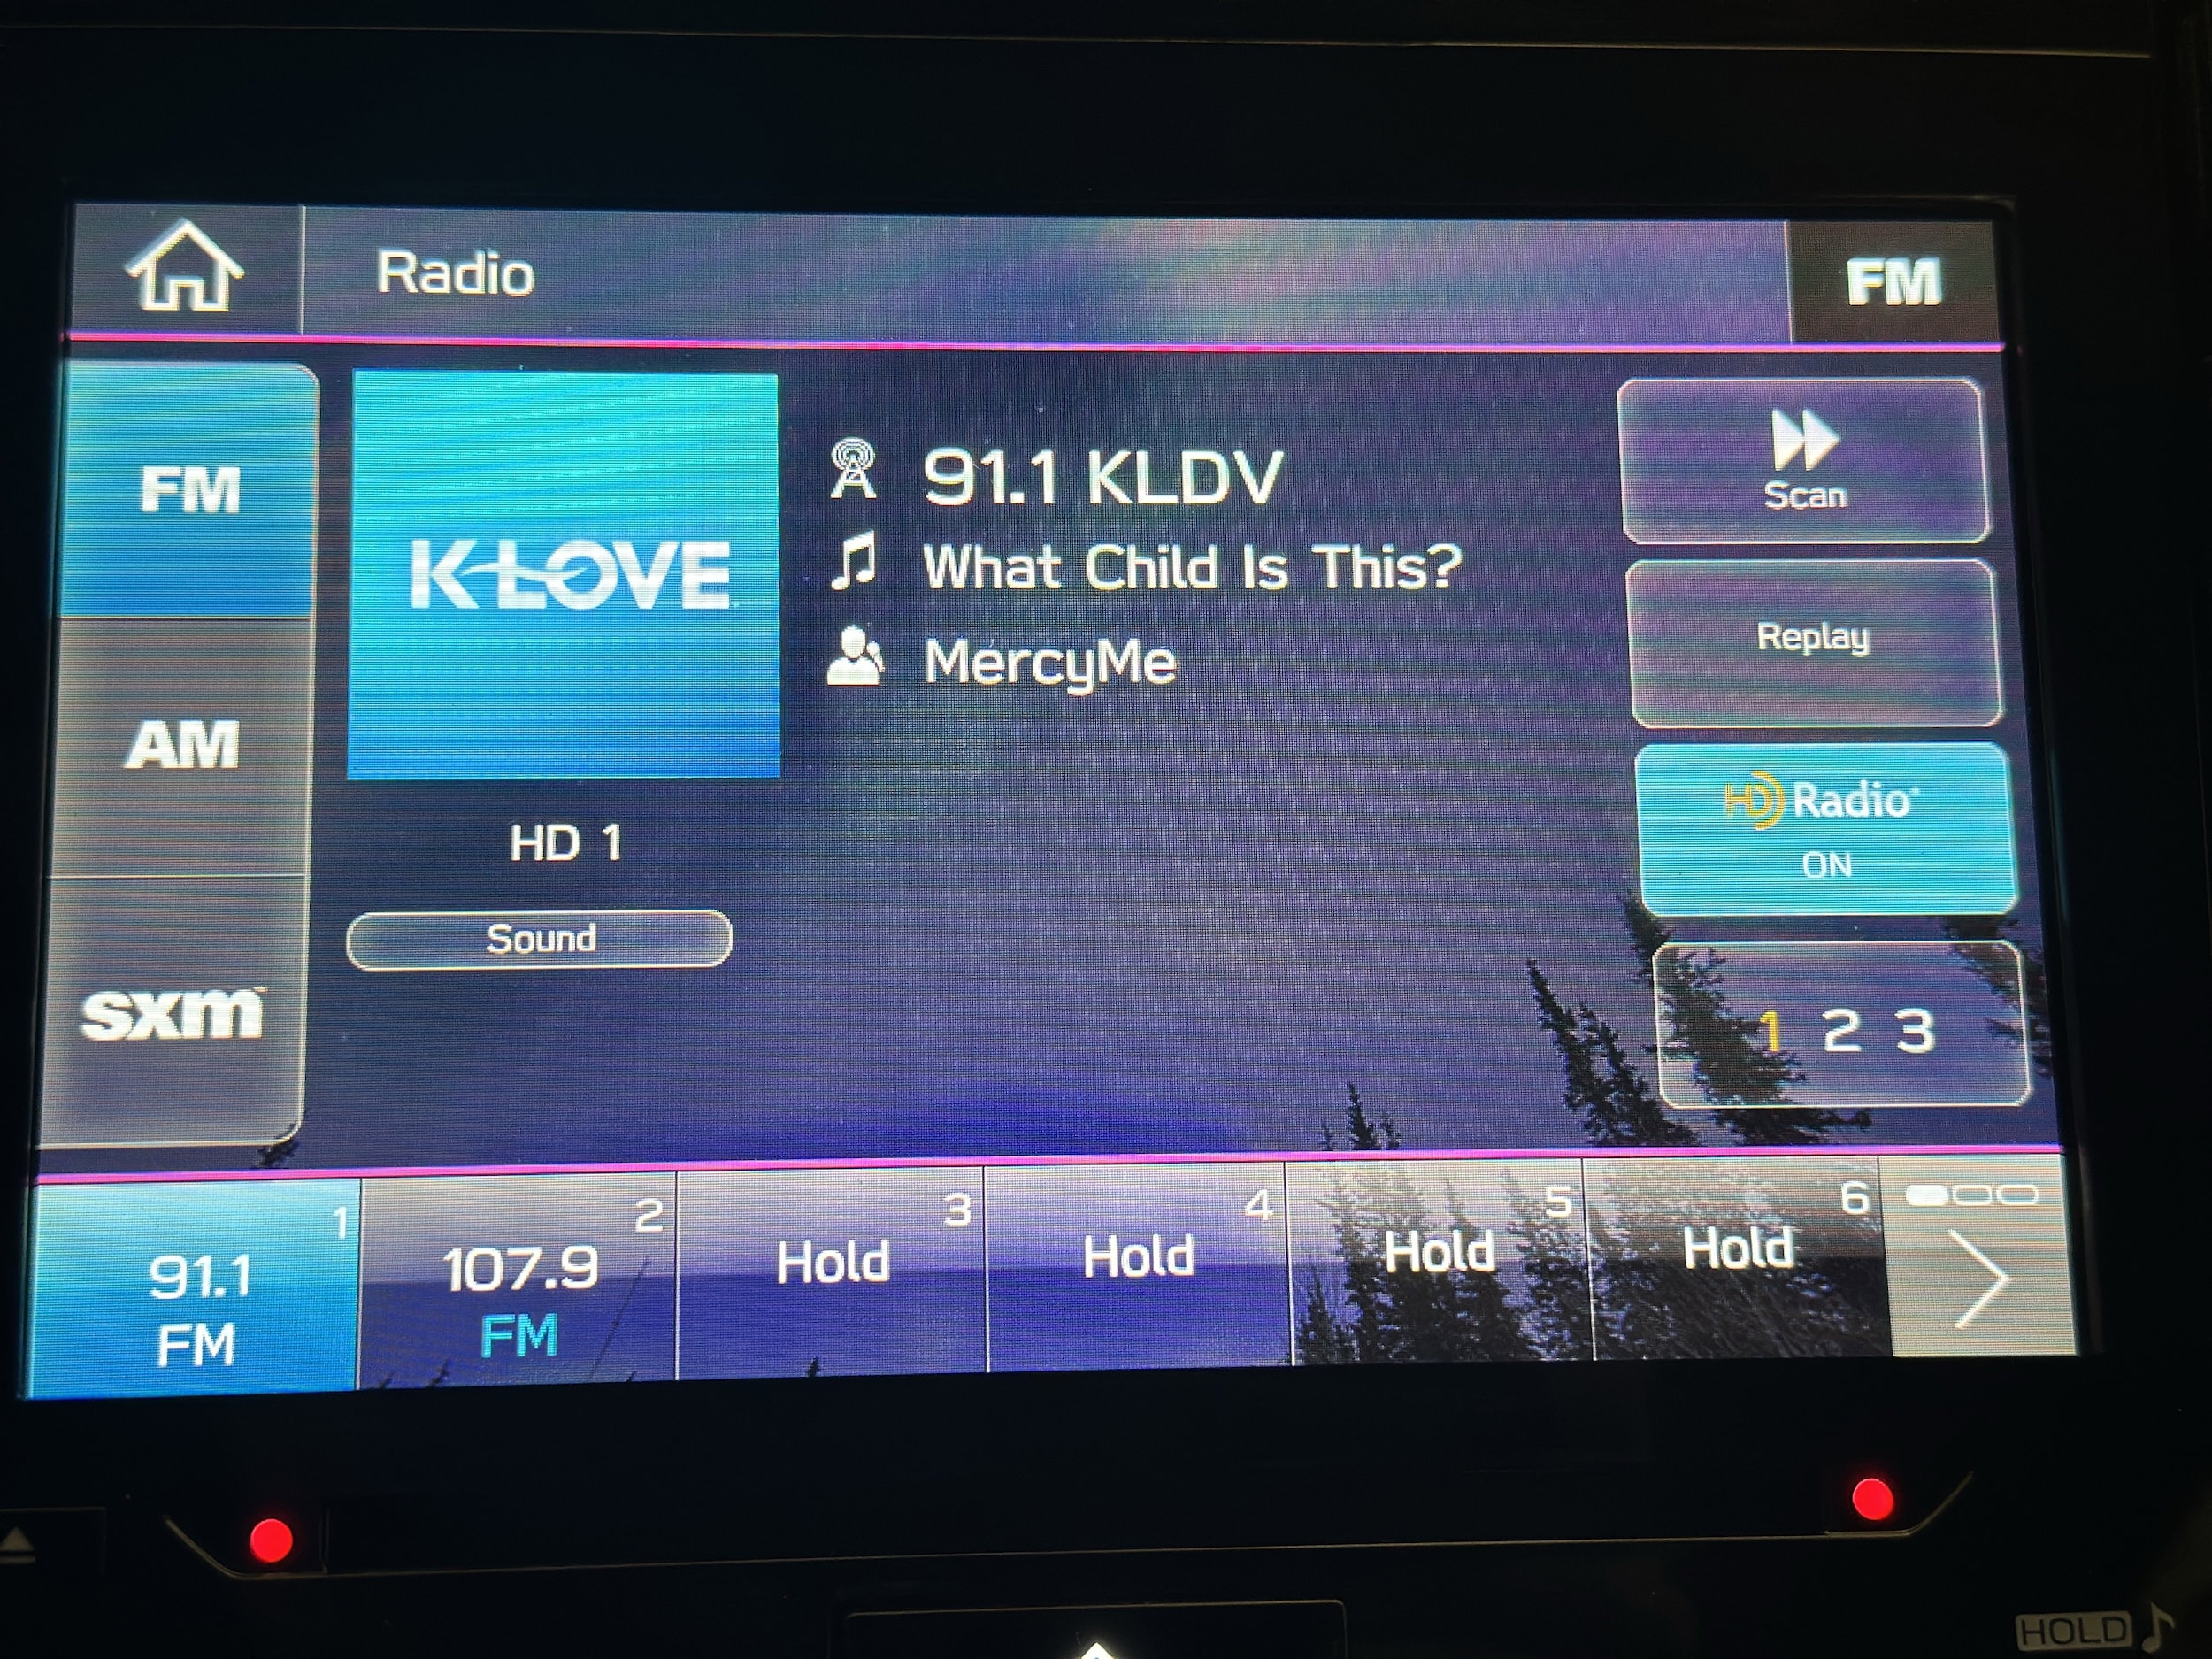 Radio
FM
FM
AM
sxm
K-LOVE
HD 1
Sound
91.1 KLDV
What Child Is This?
MercyMe
Scan
Replay
HD Radio
ON
1 2 3
1
91.1
FM
2
107.9
FM
3
Hold
4
Hold
5
Hold
6
Hold
HOLD